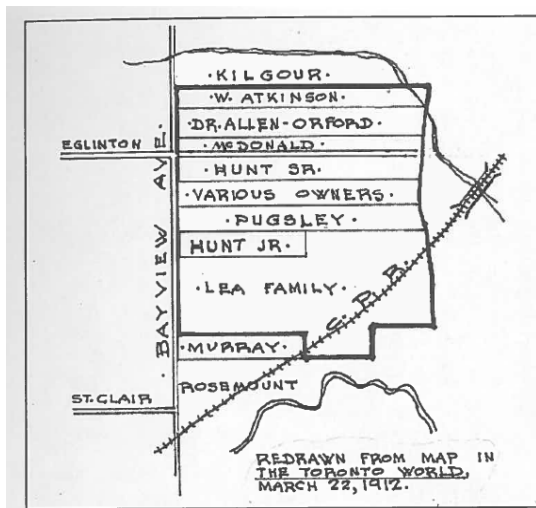 ·KILGOUR·
·W. ATKINSON·
·DR. ALLEN-ORFORD·
EGLINTON
·MCDONALD·
·HUNT SR.
·VARIOUS OWNERS·
·PUGSLEY·
HUNT JR.
·LEA FAMILY·
C.P.R.
·BAYVIEW AVE.
·MURRAY·
ROSEMOUNT
ST. CLAIR
REDRAWN FROM MAP IN
THE TORONTO WORLD,
MARCH 22, 1912.